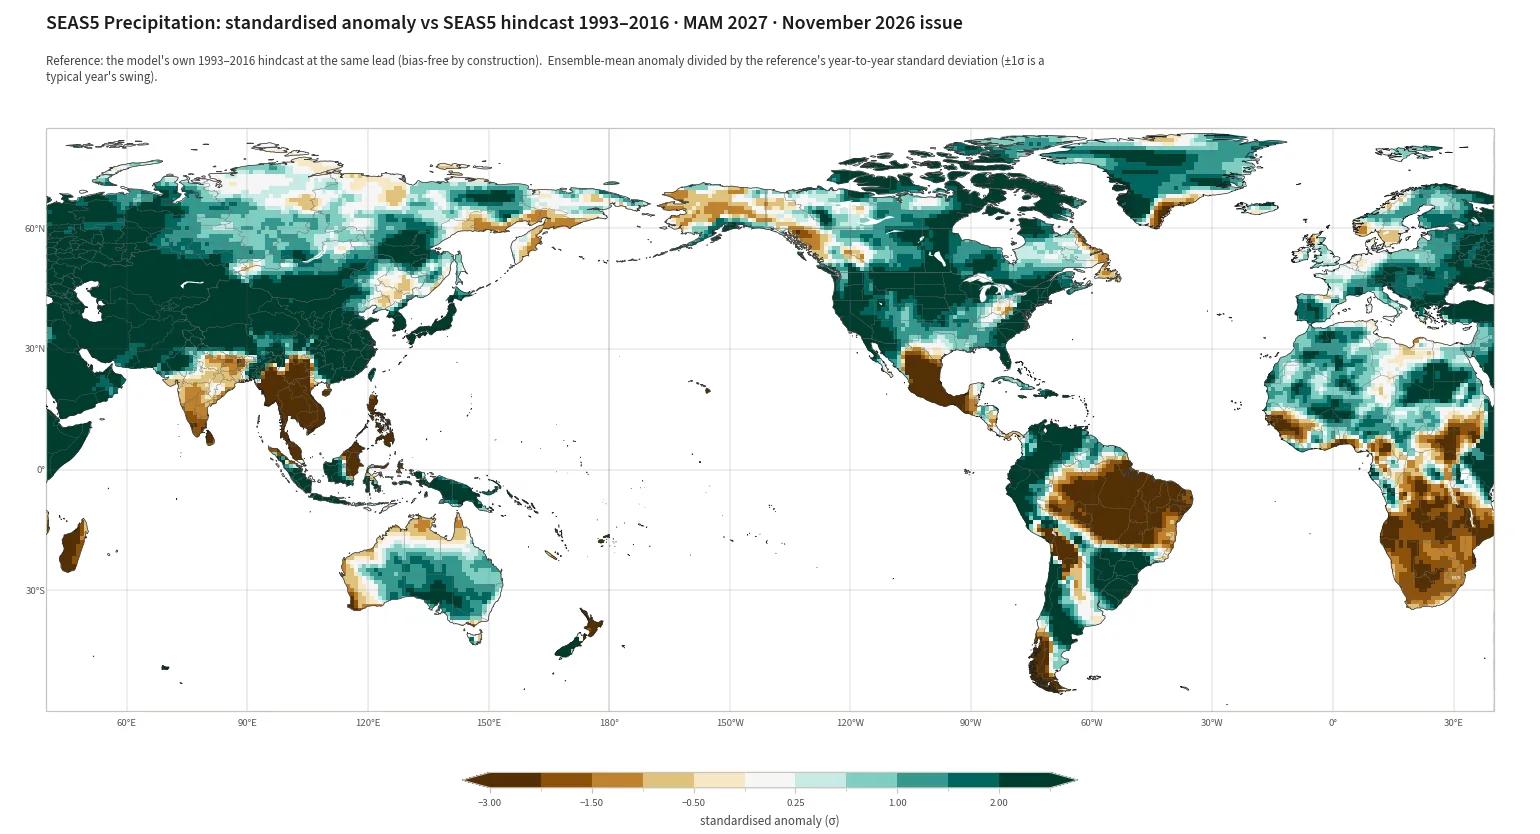 SEAS5 Precipitation: standardised anomaly vs SEAS5 hindcast 1993–2016 · MAM 2027 · November 2026 issue
Reference: the model's own 1993–2016 hindcast at the same lead (bias-free by construction).  Ensemble-mean anomaly divided by the reference's year-to-year standard deviation (±1σ is a
typical year's swing).
60°N
30°N
0°
30°S
60°E 90°E 120°E 150°E 180° 150°W 120°W 90°W 60°W 30°W 0° 30°E
−3.00 −1.50 −0.50 0.25 1.00 2.00
standardised anomaly (σ)